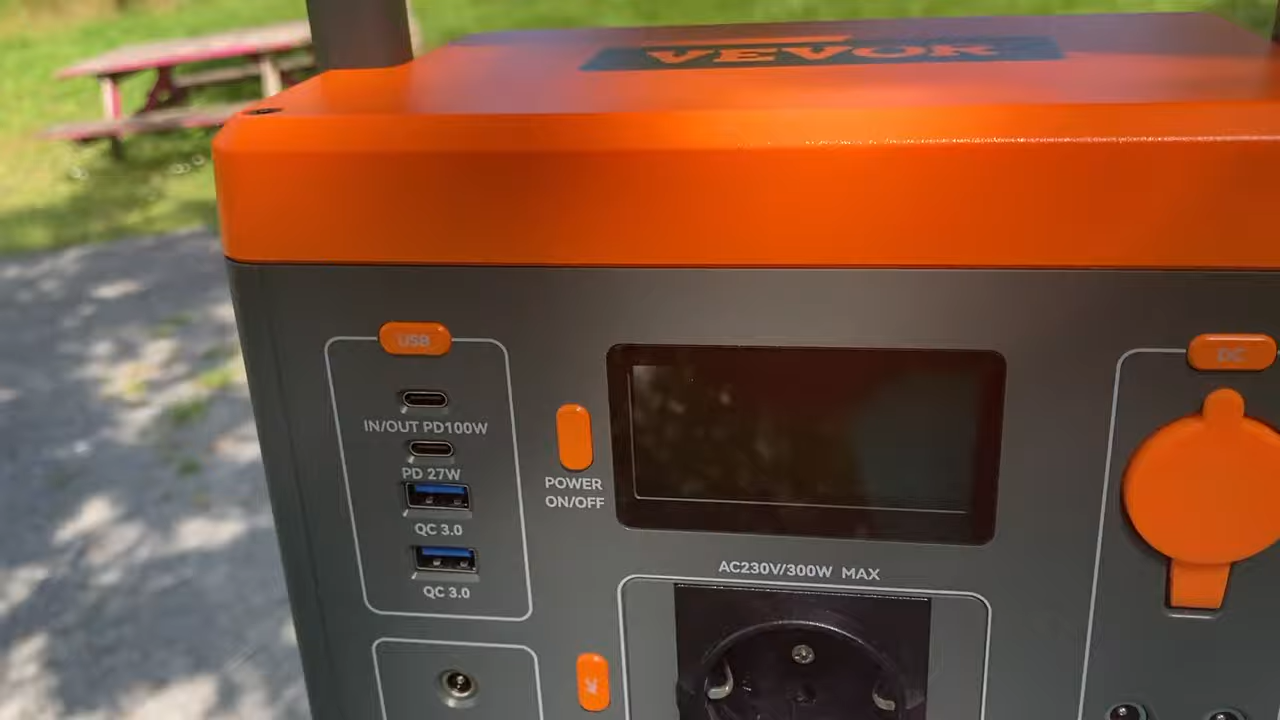 VEVOR
USB
IN/OUT PD100W
PD 27W
QC 3.0
QC 3.0
POWER
ON/OFF
AC230V/300W MAX
DC